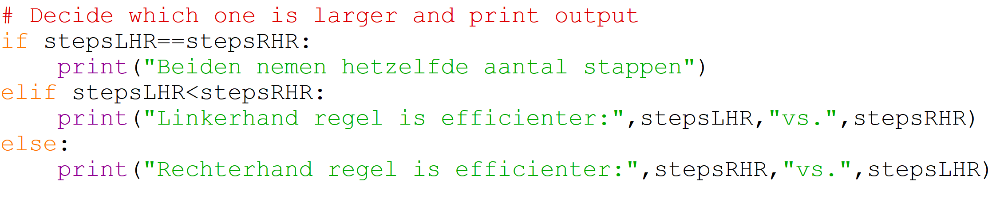 # Decide which one is larger and print output
if stepsLHR==stepsRHR:
    print("Beiden nemen hetzelfde aantal stappen")
elif stepsLHR<stepsRHR:
    print("Linkerhand regel is efficienter:",stepsLHR,"vs.",stepsRHR)
else:
    print("Rechterhand regel is efficienter:",stepsRHR,"vs.",stepsLHR)